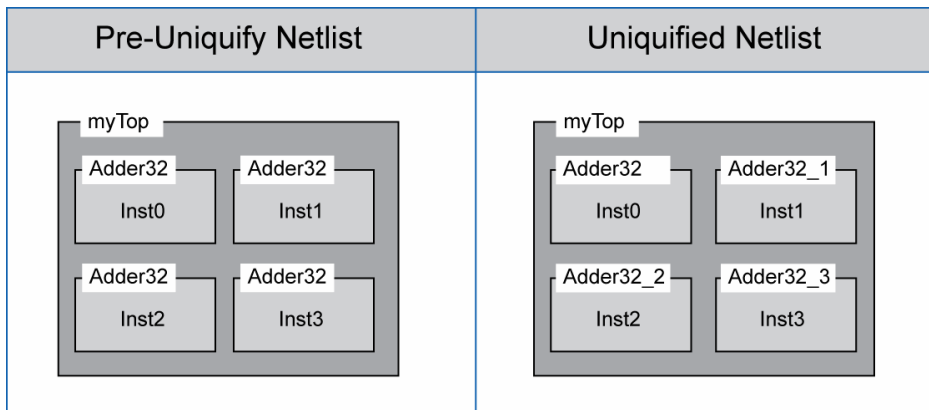 Pre-Uniquify Netlist
Uniquified Netlist
myTop
Adder32
Adder32
Inst0
Inst1
Adder32
Adder32
Inst2
Inst3
myTop
Adder32
Adder32_1
Inst0
Inst1
Adder32_2
Adder32_3
Inst2
Inst3